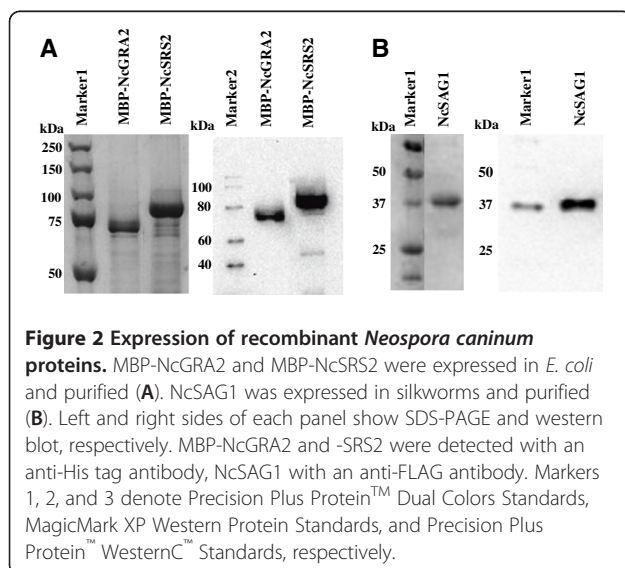 A
B
Marker1
MBP-NcGRA2
MBP-NcSRS2
Marker2
MBP-NcGRA2
MBP-NcSRS2
Marker1
NcSAG1
Marker1
NcSAG1
kDa
250
150
100
75
50
kDa
100
80
60
40
kDa
50
37
25
kDa
50
37
25
Figure 2 Expression of recombinant Neospora caninum
proteins. MBP-NcGRA2 and MBP-NcSRS2 were expressed in E. coli
and purified (A). NcSAG1 was expressed in silkworms and purified
(B). Left and right sides of each panel show SDS-PAGE and western
blot, respectively. MBP-NcGRA2 and -SRS2 were detected with an
anti-His tag antibody, NcSAG1 with an anti-FLAG antibody. Markers
1, 2, and 3 denote Precision Plus Protein™ Dual Colors Standards,
MagicMark XP Western Protein Standards, and Precision Plus
Protein™ WesternC™ Standards, respectively.